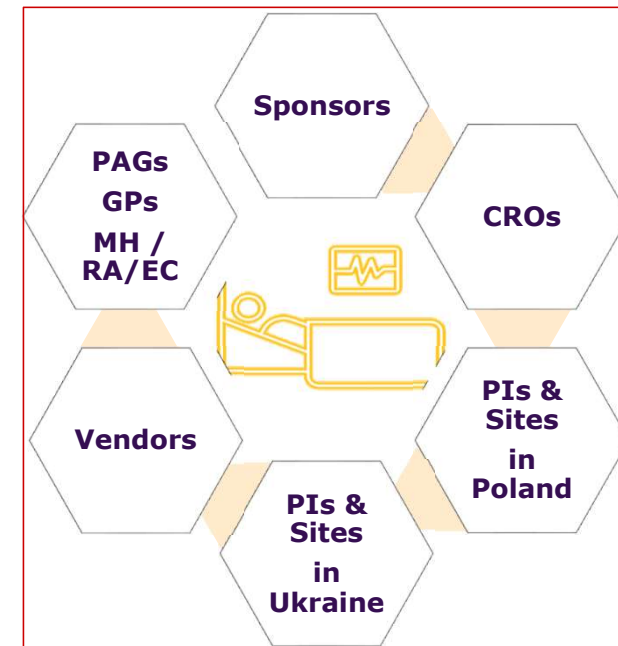 Sponsors
PAGs
GPs
MH /
RA/EC
CROs
Vendors
PIs &
Sites
in
Poland
PIs &
Sites
in
Ukraine